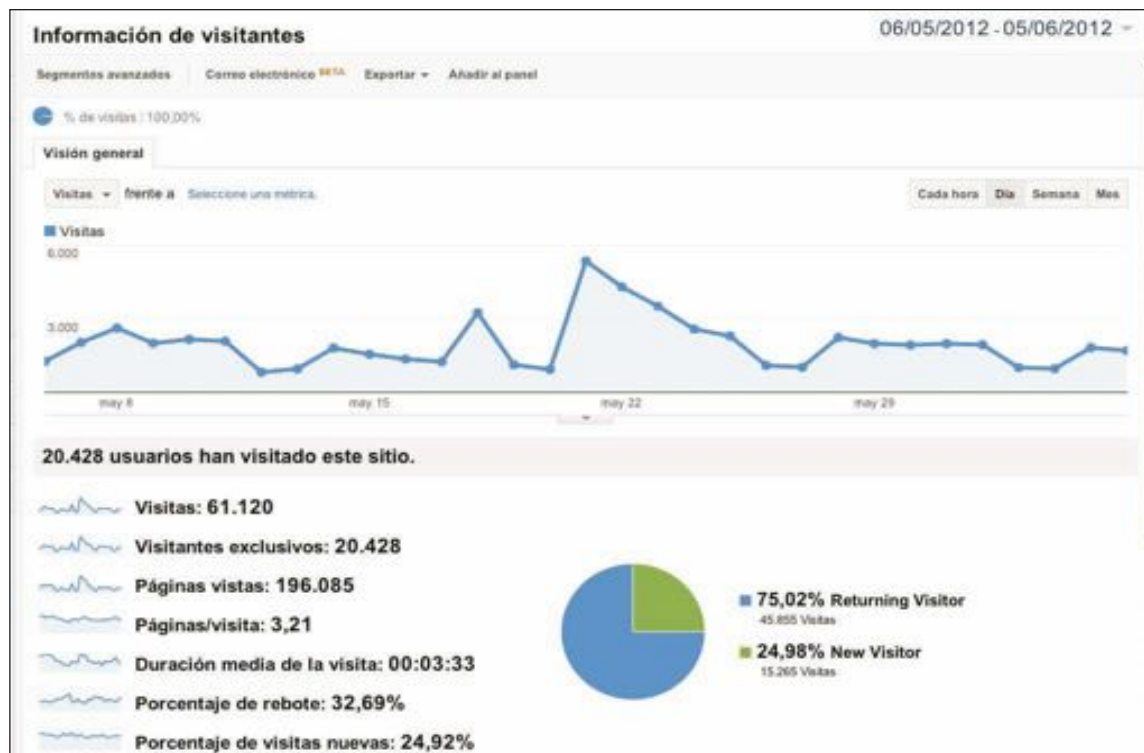 Información de visitantes
06/05/2012 - 05/06/2012
Segmentos avanzados Correo electrónico BETA Exportar Añadir al panel
% de visitas : 100,00%
Visión general
Visitas frente a Seleccione una métrica.
Cada hora Día Semana Mes
Visitas
6.000
3.000
may 8 may 15 may 22 may 29
20.428 usuarios han visitado este sitio.
Visitas: 61.120
Visitantes exclusivos: 20.428
Páginas vistas: 196.085
Páginas/visita: 3,21
Duración media de la visita: 00:03:33
Porcentaje de rebote: 32,69%
Porcentaje de visitas nuevas: 24,92%
75,02% Returning Visitor
45.855 Visitas
24,98% New Visitor
15.265 Visitas